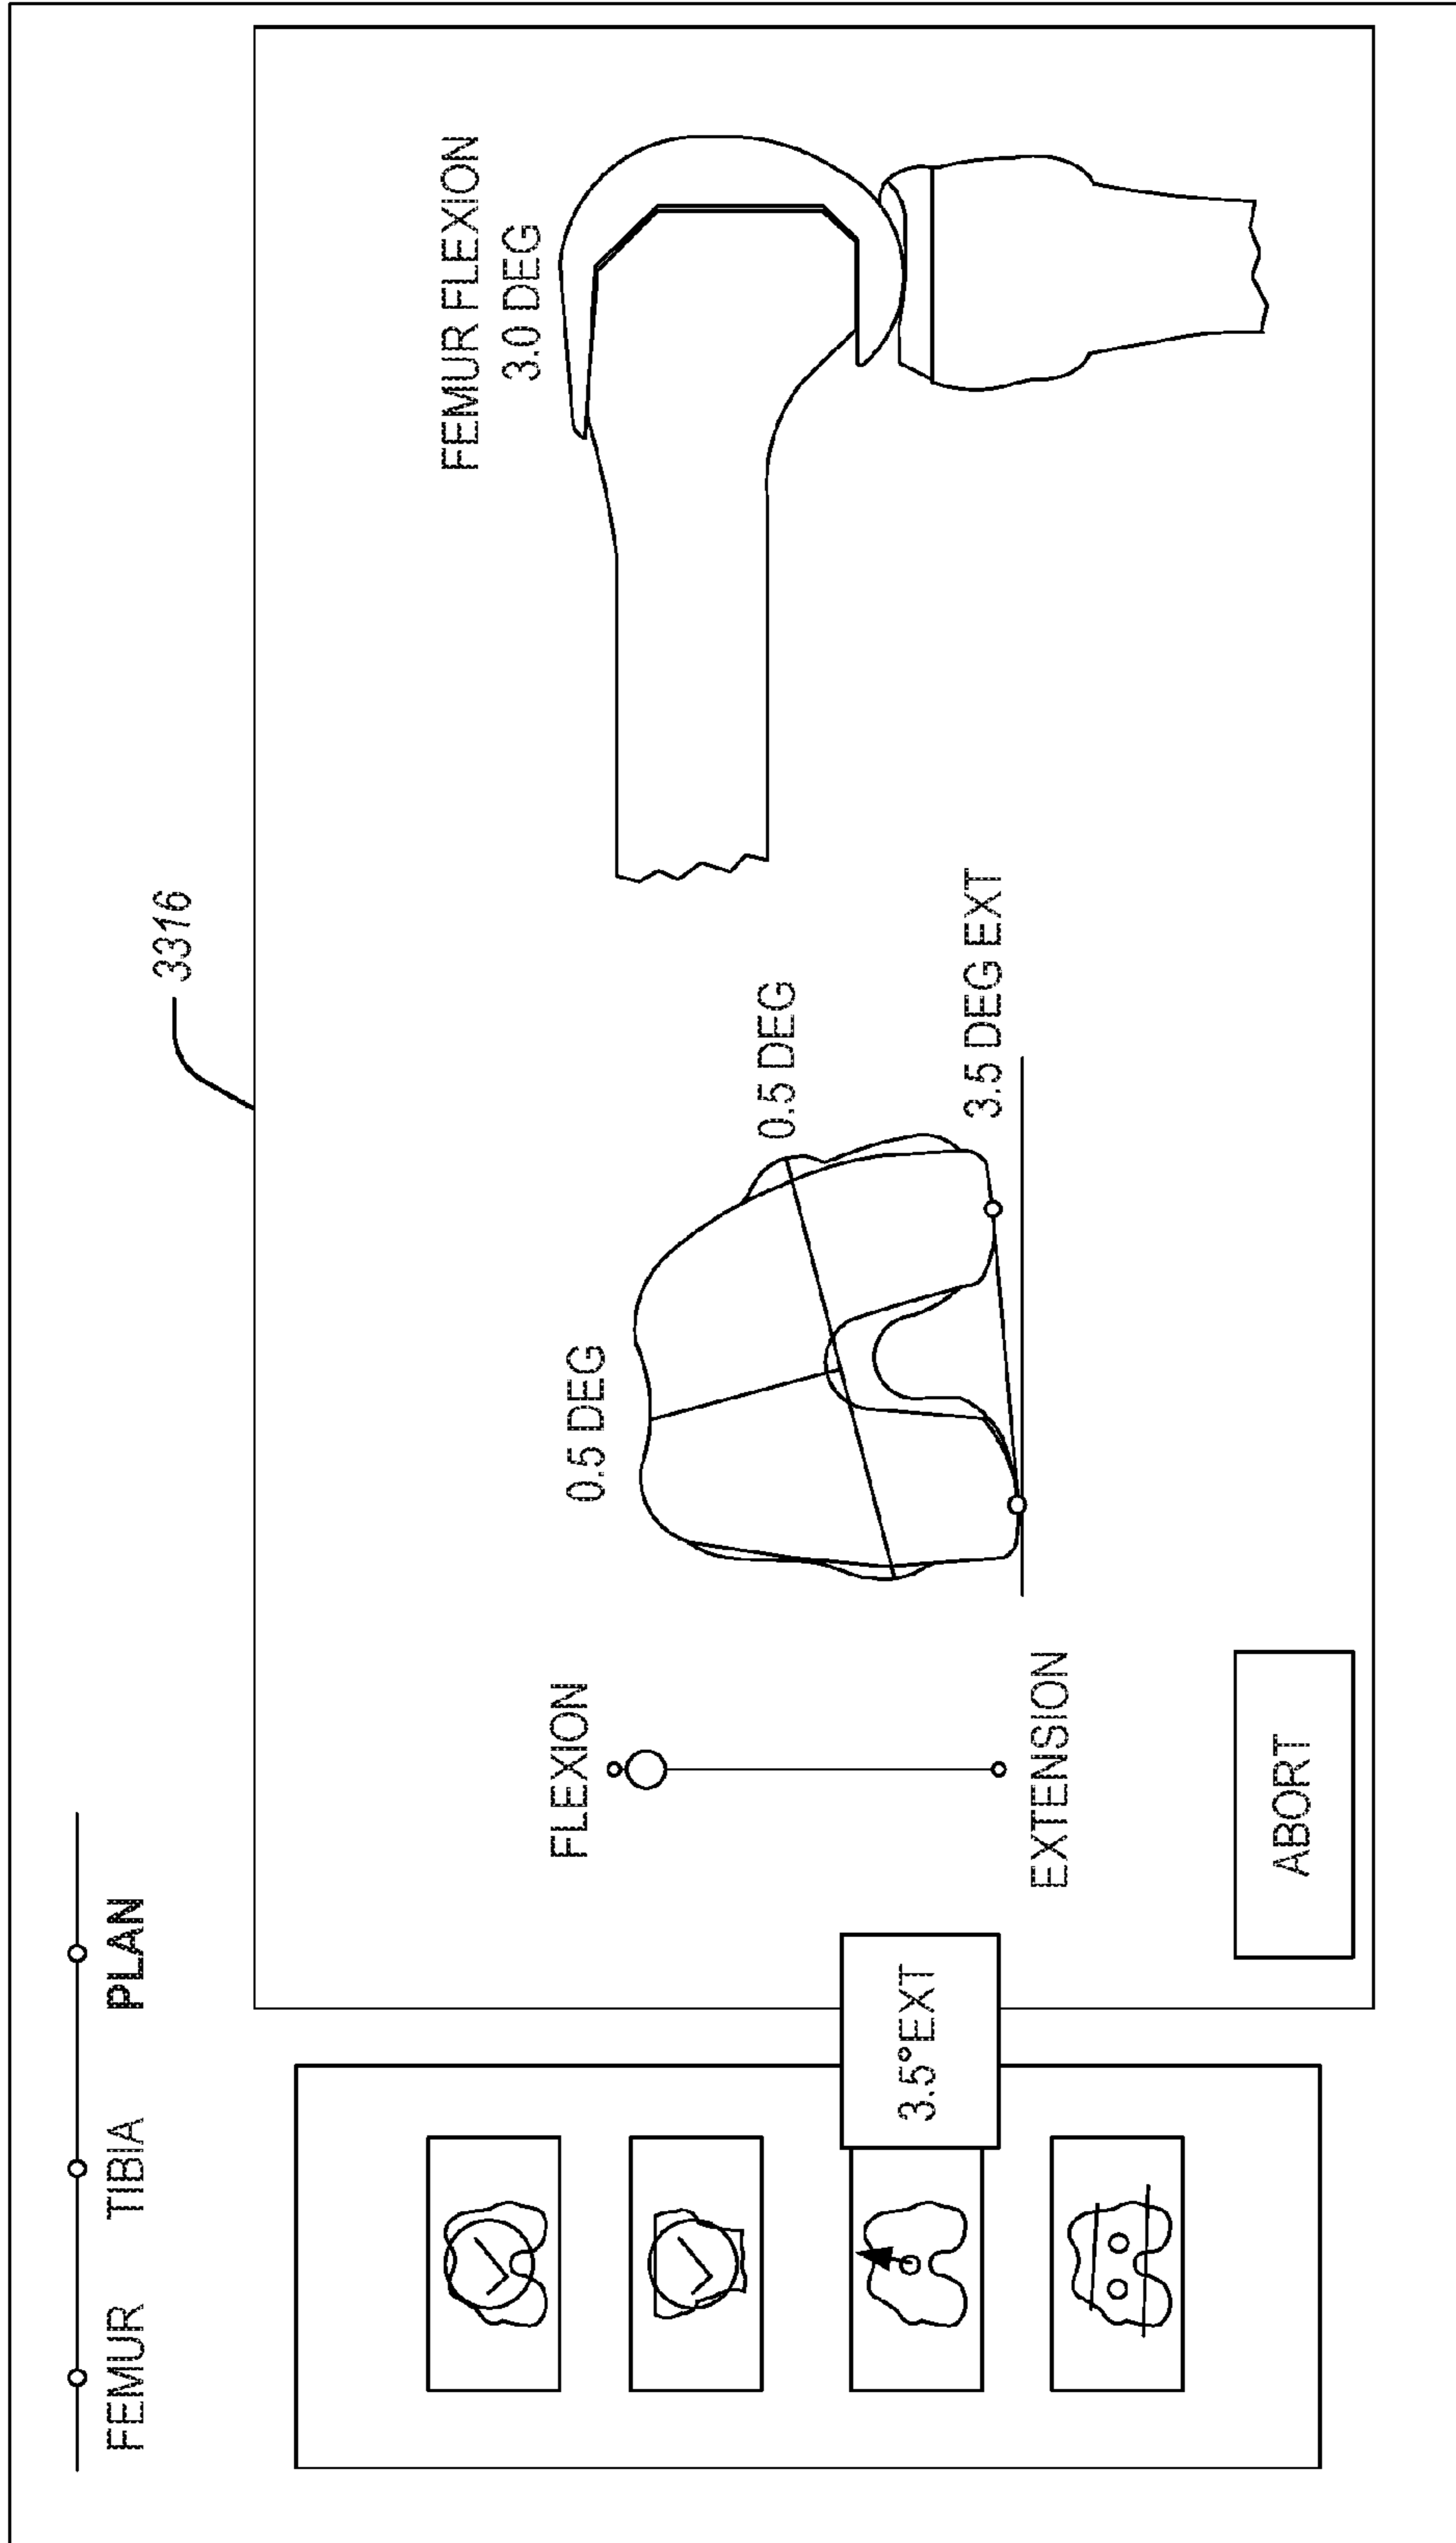 3316
FEMUR TIBIA PLAN
FEMUR FLEXION
3.0 DEG
FLEXION
0.5 DEG
0.5 DEG
3.5°EXT
3.5 DEG EXT
EXTENSION
ABORT